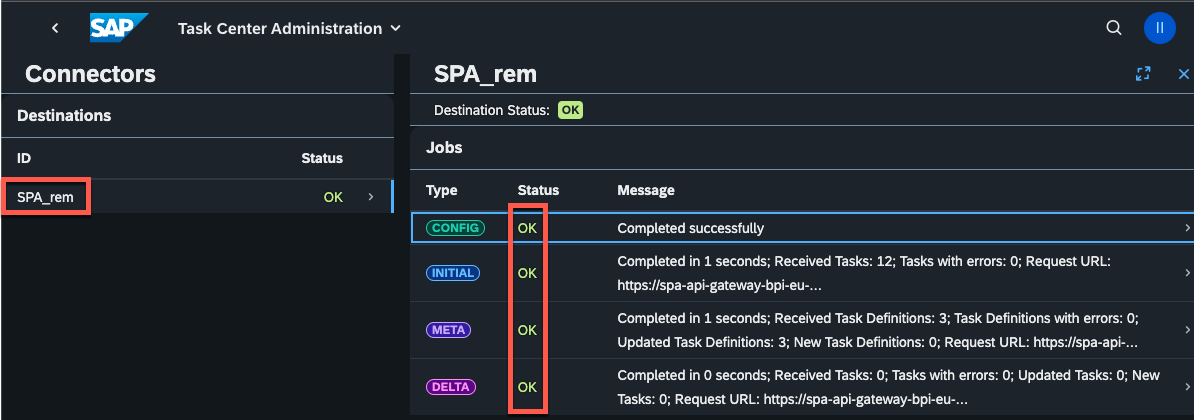 SAP Task Center Administration
II
Connectors
Destinations
ID Status
SPA_rem OK
SPA_rem
Destination Status: OK
Jobs
Type Status Message
CONFIG OK Completed successfully
INITIAL OK Completed in 1 seconds; Received Tasks: 12; Tasks with errors: 0; Request URL:
https://spa-api-gateway-bpi-eu-...
META OK Completed in 1 seconds; Received Task Definitions: 3; Task Definitions with errors: 0;
Updated Task Definitions: 3; New Task Definitions: 0; Request URL: https://spa-api-...
DELTA OK Completed in 0 seconds; Received Tasks: 0; Tasks with errors: 0; Updated Tasks: 0; New
Tasks: 0; Request URL: https://spa-api-gateway-bpi-eu-...